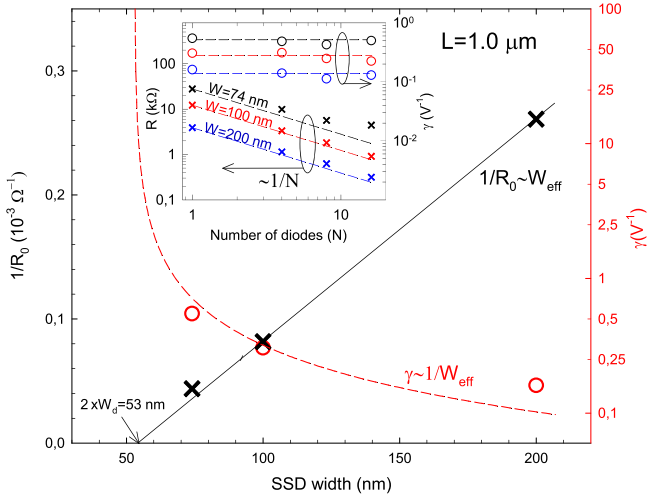 L=1.0 μm
1/R₀ (10⁻³ Ω⁻¹)
0,3
0,2
0,1
0,0
50
100
150
200
SSD width (nm)
γ(V⁻¹)
100
50
10
5
2,5
1
0,5
0,25
0,1
1/R₀~W_eff
γ~1/W_eff
2 xW_d=53 nm
R (kΩ)
100
10
1
0,1
1
10
Number of diodes (N)
γ (V⁻¹)
10⁰
10⁻¹
10⁻²
W=74 nm
W=100 nm
W=200 nm
~1/N